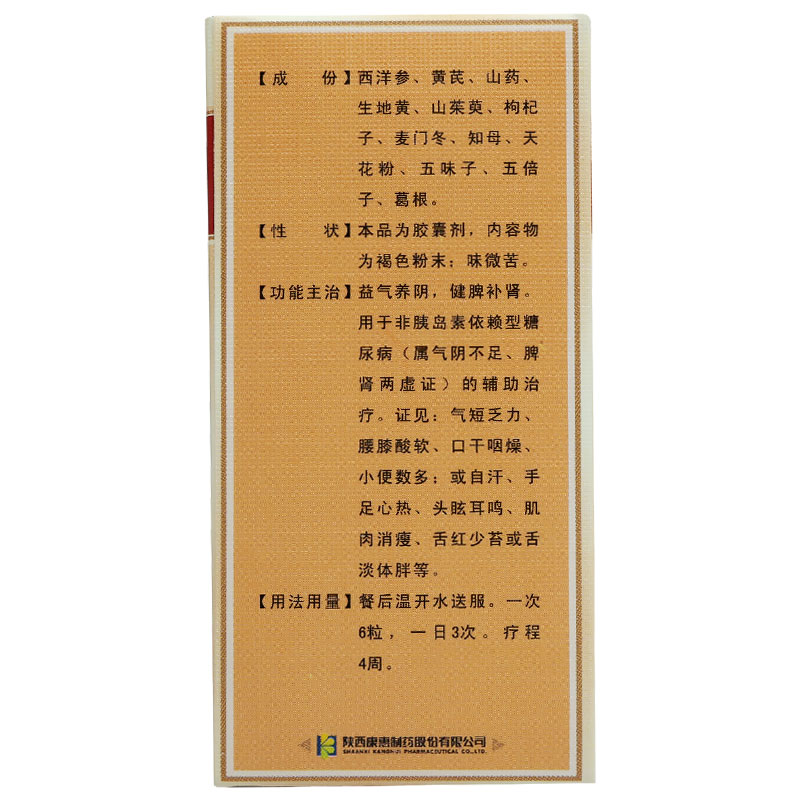 【成　份】西洋参、黄芪、山药、
生地黄、山茱萸、枸杞
子、麦门冬、知母、天
花粉、五味子、五倍
子、葛根。
【性　状】本品为胶囊剂，内容物
为褐色粉末；味微苦。
【功能主治】益气养阴，健脾补肾。
用于非胰岛素依赖型糖
尿病（属气阴不足、脾
肾两虚证）的辅助治
疗。证见：气短乏力、
腰膝酸软、口干咽燥、
小便数多；或自汗、手
足心热、头眩耳鸣、肌
肉消瘦、舌红少苔或舌
淡体胖等。
【用法用量】餐后温开水送服。一次
6粒，一日3次。疗程
4周。
陕西康惠制药股份有限公司
SHAANXI KANGHUI PHARMACEUTICAL CO.,LTD.